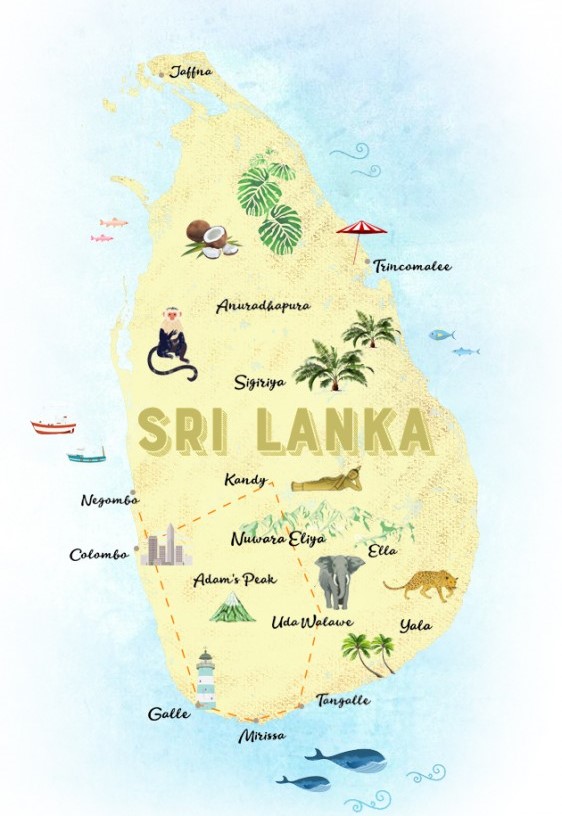 Jaffna
Trincomalee
Anuradhapura
Sigiriya
SRI LANKA
Kandy
Negombo
Nuwara Eliya
Ella
Colombo
Adam's Peak
Uda Walawe
Yala
Tangalle
Galle
Mirissa